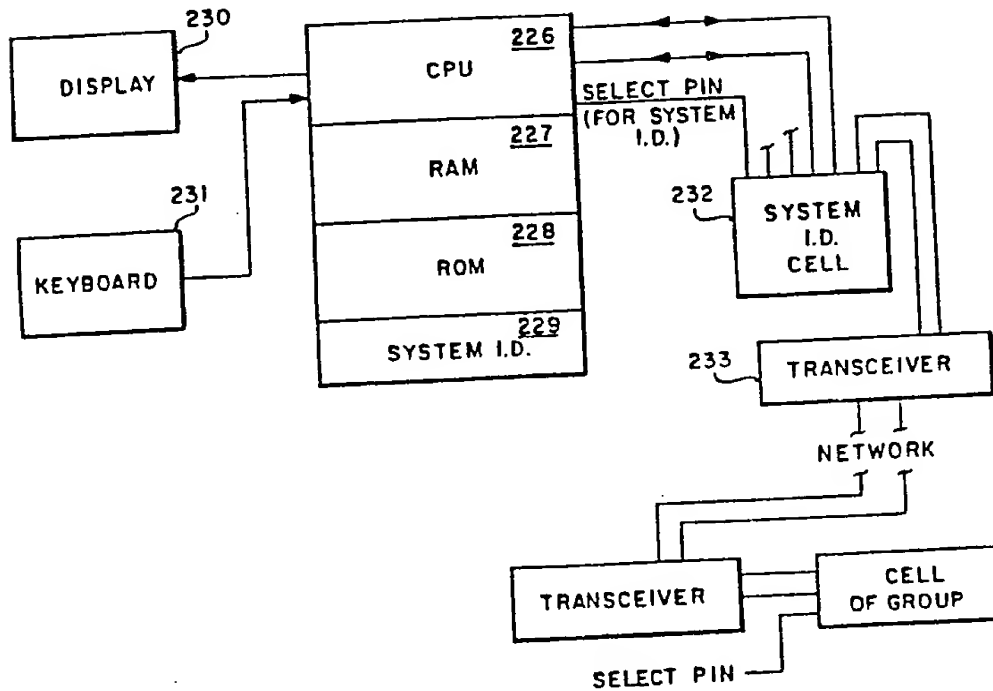 230
DISPLAY
231
KEYBOARD
226
CPU
227
RAM
228
ROM
229
SYSTEM I.D.
SELECT PIN
(FOR SYSTEM
I.D.)
232
SYSTEM
I.D.
CELL
233
TRANSCEIVER
NETWORK
TRANSCEIVER
CELL
OF GROUP
SELECT PIN